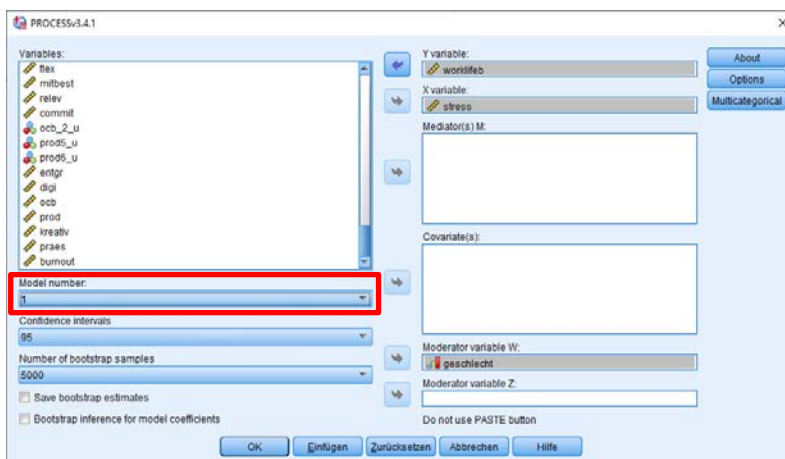 PROCESSv3.4.1
Variables:
flex
mitbest
relev
commit
ocb_2_u
prod5_u
prod6_u
entgr
digi
ocb
prod
kreativ
praes
burnout
Model number:
1
Confidence intervals
95
Number of bootstrap samples
5000
Save bootstrap estimates
Bootstrap inference for model coefficients
Y variable:
worklifeb
X variable:
stress
Mediator(s) M:
Covariate(s):
Moderator variable W:
geschlecht
Moderator variable Z:
Do not use PASTE button
About
Options
Multicategorical
OK
Einfügen
Zurücksetzen
Abbrechen
Hilfe